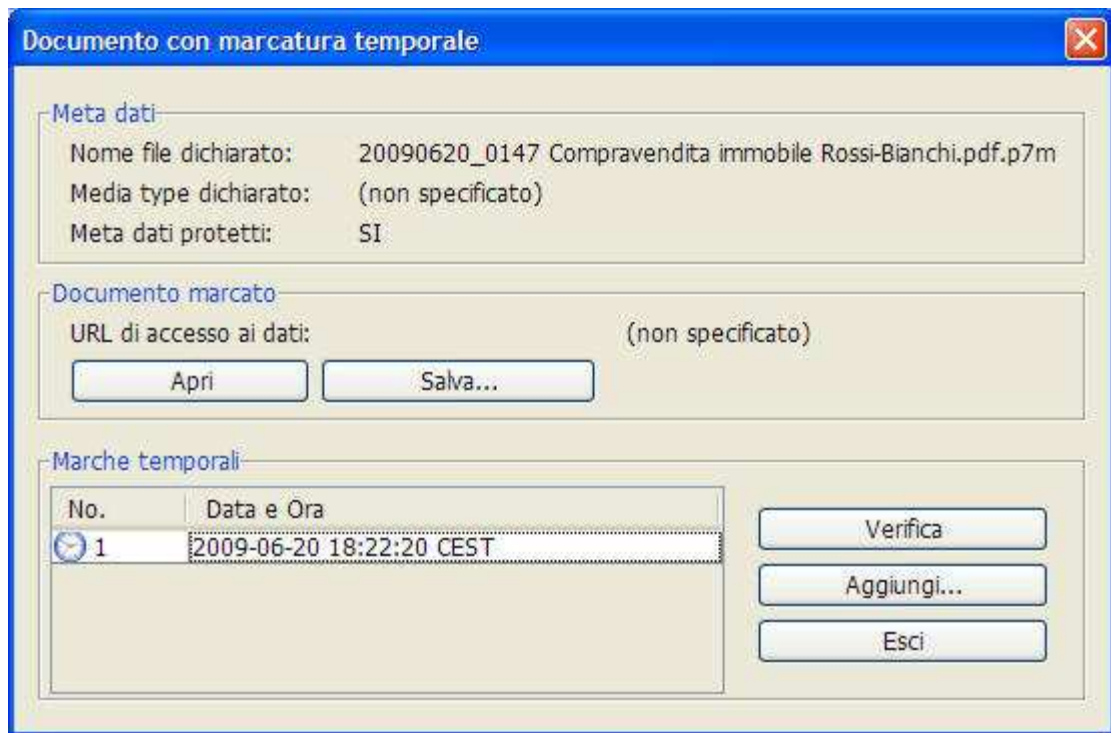 Documento con marcatura temporale
Meta dati
Nome file dichiarato: 20090620_0147 Compravendita immobile Rossi-Bianchi.pdf.p7m
Media type dichiarato: (non specificato)
Meta dati protetti: SI
Documento marcato
URL di accesso ai dati: (non specificato)
Apri Salva...
Marche temporali
No. Data e Ora
1 2009-06-20 18:22:20 CEST
Verifica
Aggiungi...
Esci